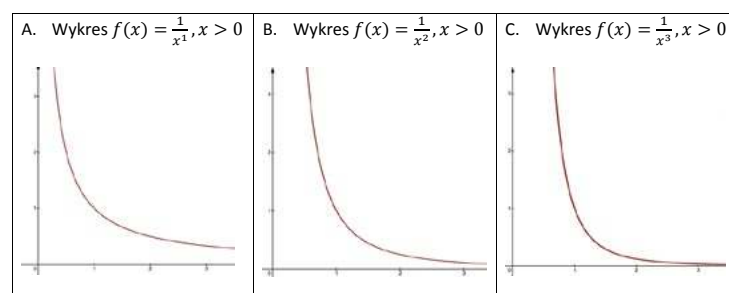 A. Wykres f(x) = 1/x¹, x > 0
B. Wykres f(x) = 1/x², x > 0
C. Wykres f(x) = 1/x³, x > 0